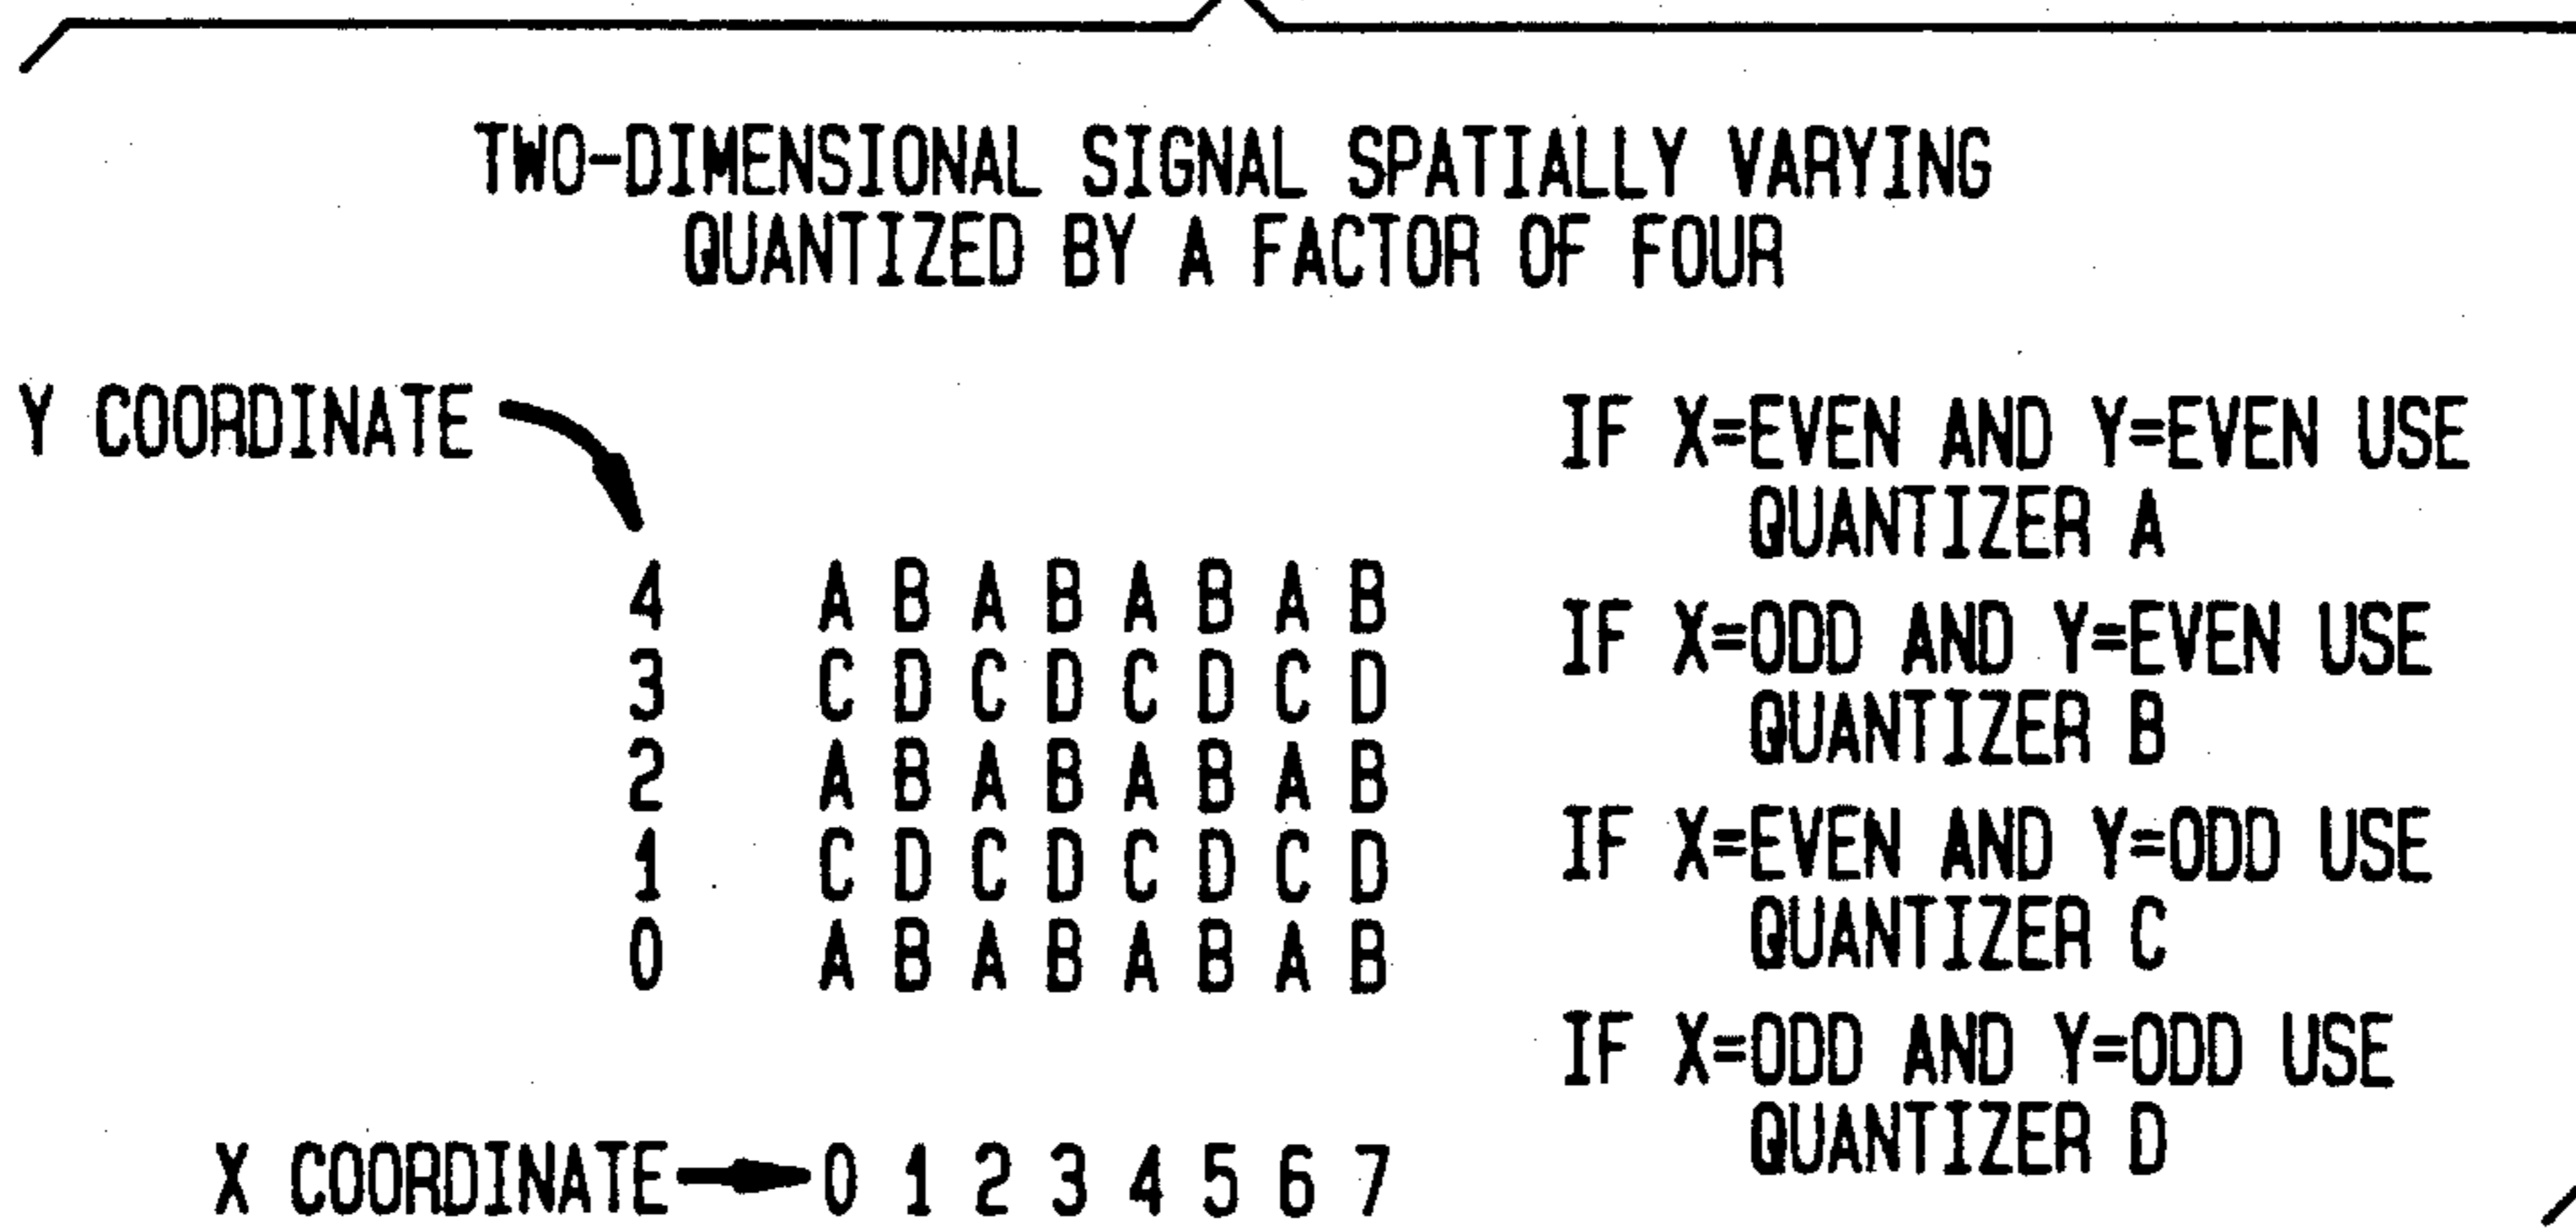 TWO-DIMENSIONAL SIGNAL SPATIALLY VARYING
QUANTIZED BY A FACTOR OF FOUR
Y COORDINATE
4 A B A B A B A B
3 C D C D C D C D
2 A B A B A B A B
1 C D C D C D C D
0 A B A B A B A B
X COORDINATE 0 1 2 3 4 5 6 7
IF X=EVEN AND Y=EVEN USE
QUANTIZER A
IF X=ODD AND Y=EVEN USE
QUANTIZER B
IF X=EVEN AND Y=ODD USE
QUANTIZER C
IF X=ODD AND Y=ODD USE
QUANTIZER D